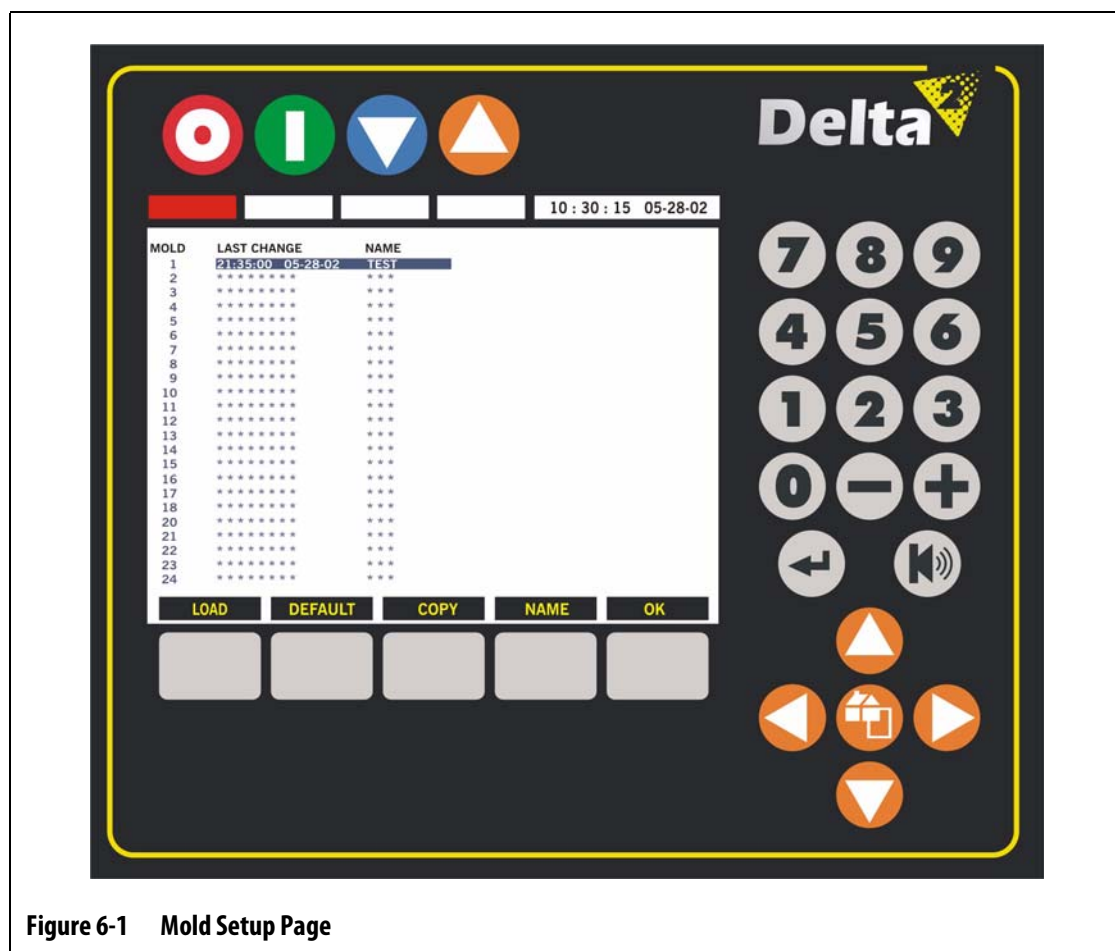 Delta 2
10 : 30 : 15 05-28-02
MOLD LAST CHANGE NAME
1 21:35:00 05-28-02 TEST
2 * * * * * * * * * * *
3 * * * * * * * * * * *
4 * * * * * * * * * * *
5 * * * * * * * * * * *
6 * * * * * * * * * * *
7 * * * * * * * * * * *
8 * * * * * * * * * * *
9 * * * * * * * * * * *
10 * * * * * * * * * * *
11 * * * * * * * * * * *
12 * * * * * * * * * * *
13 * * * * * * * * * * *
14 * * * * * * * * * * *
15 * * * * * * * * * * *
16 * * * * * * * * * * *
17 * * * * * * * * * * *
18 * * * * * * * * * * *
20 * * * * * * * * * * *
21 * * * * * * * * * * *
22 * * * * * * * * * * *
23 * * * * * * * * * * *
24 * * * * * * * * * * *
LOAD DEFAULT COPY NAME OK
7 8 9
4 5 6
1 2 3
0 − +
Figure 6-1 Mold Setup Page